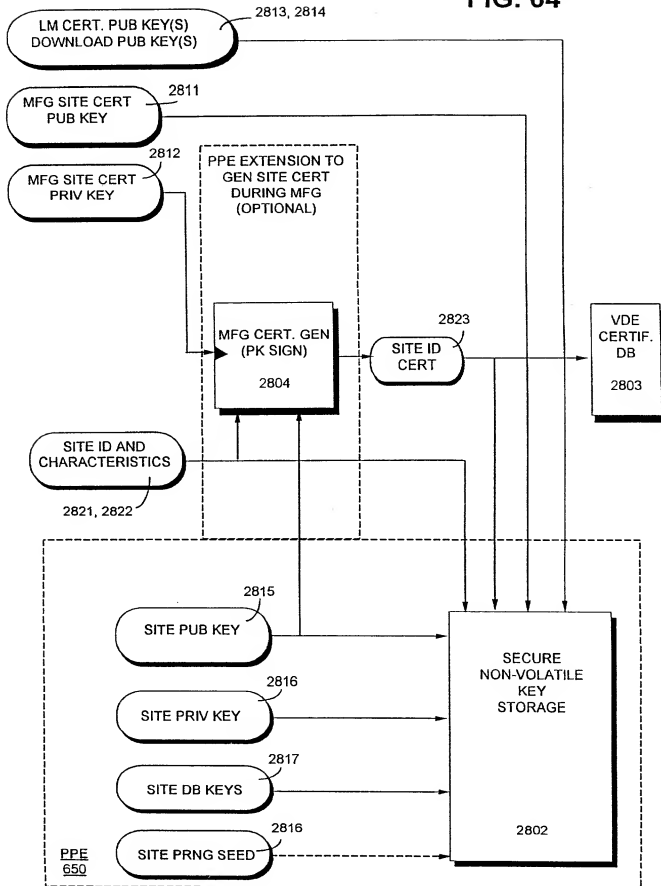 FIG. 64
LM CERT. PUB KEY(S)
DOWNLOAD PUB KEY(S)
2813, 2814
MFG SITE CERT
PUB KEY
2811
MFG SITE CERT
PRIV KEY
2812
PPE EXTENSION TO
GEN SITE CERT
DURING MFG
(OPTIONAL)
MFG CERT. GEN
(PK SIGN)
2804
SITE ID
CERT
2823
VDE
CERTIF.
DB
2803
SITE ID AND
CHARACTERISTICS
2821, 2822
SITE PUB KEY
2815
SITE PRIV KEY
2816
SITE DB KEYS
2817
SITE PRNG SEED
2816
SECURE
NON-VOLATILE
KEY
STORAGE
2802
PPE
650